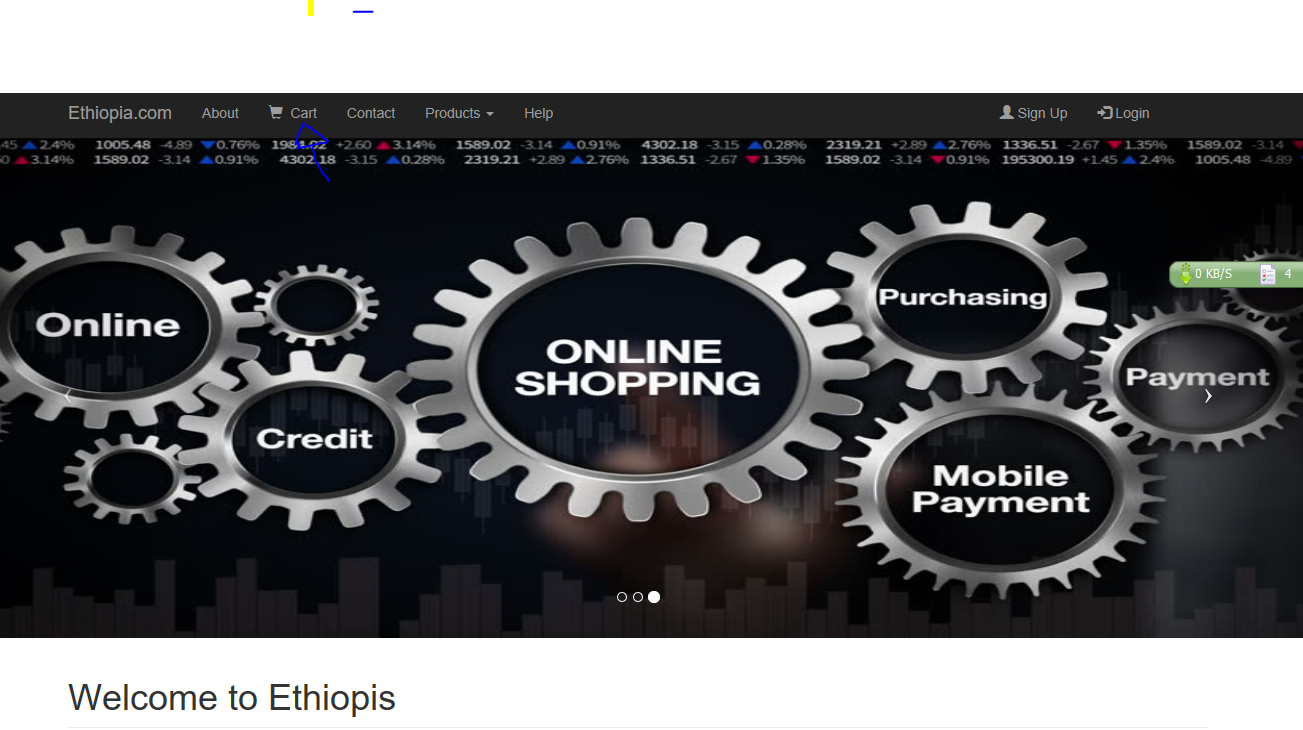 Ethiopia.com About Cart Contact Products Help Sign Up Login
.45 2.4% 1005.48 -4.89 0.76% +2.60 3.14% 1589.02 -3.14 0.91% 4302.18 -3.15 0.28% 2319.21 +2.89 2.76% 1336.51 -2.67 1.35% 1589.02 -3.14
3.14% 1589.02 -3.14 0.91% 4302.18 -3.15 0.28% 2319.21 +2.89 2.76% 1336.51 -2.67 1.35% 1589.02 -3.14 0.91% 195300.19 +1.45 2.4% 1005.48 -4.89
0 KB/S 4
Online
Credit
ONLINE
SHOPPING
Purchasing
Payment
Mobile
Payment
Welcome to Ethiopis